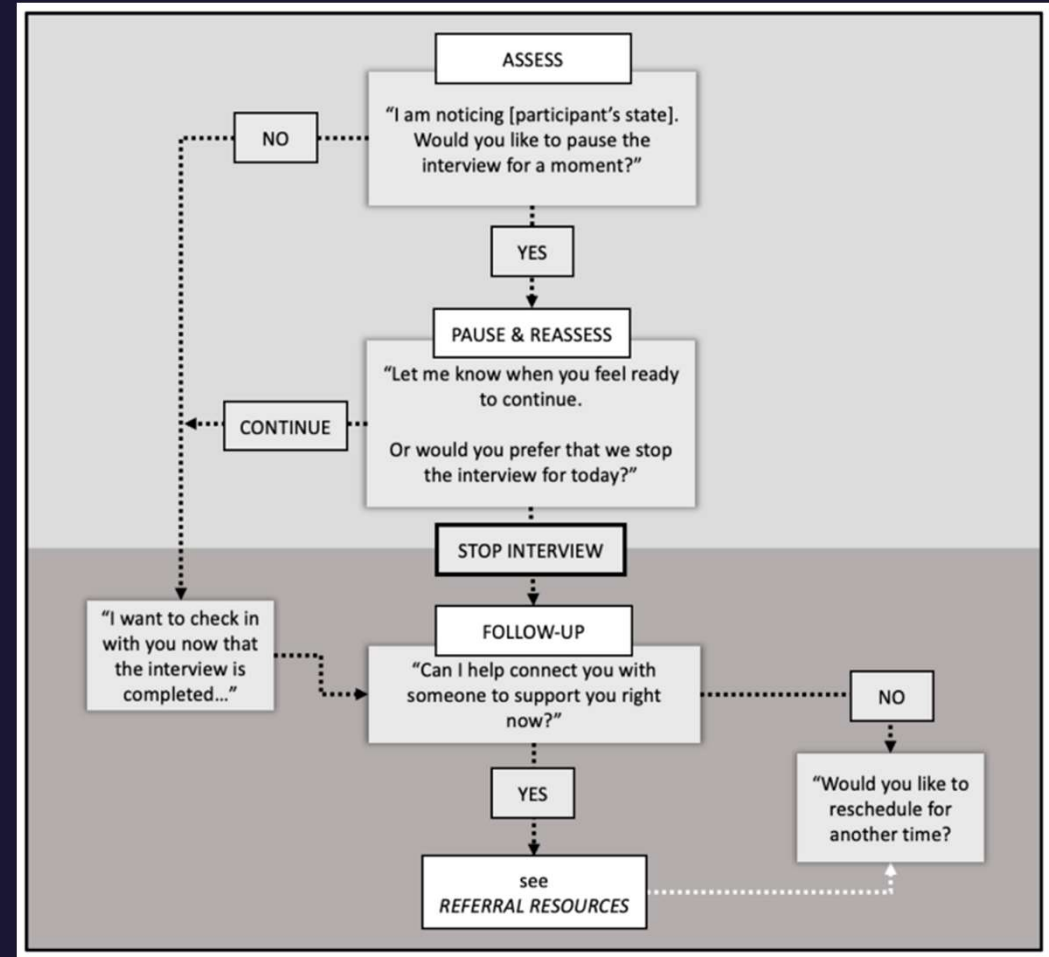 ASSESS
“I am noticing [participant’s state].
Would you like to pause the
interview for a moment?”
NO
YES
PAUSE & REASSESS
“Let me know when you feel ready
to continue.
Or would you prefer that we stop
the interview for today?”
CONTINUE
STOP INTERVIEW
“I want to check in
with you now that
the interview is
completed...”
FOLLOW-UP
“Can I help connect you with
someone to support you right
now?”
NO
YES
“Would you like to
reschedule for
another time?
see
REFERRAL RESOURCES